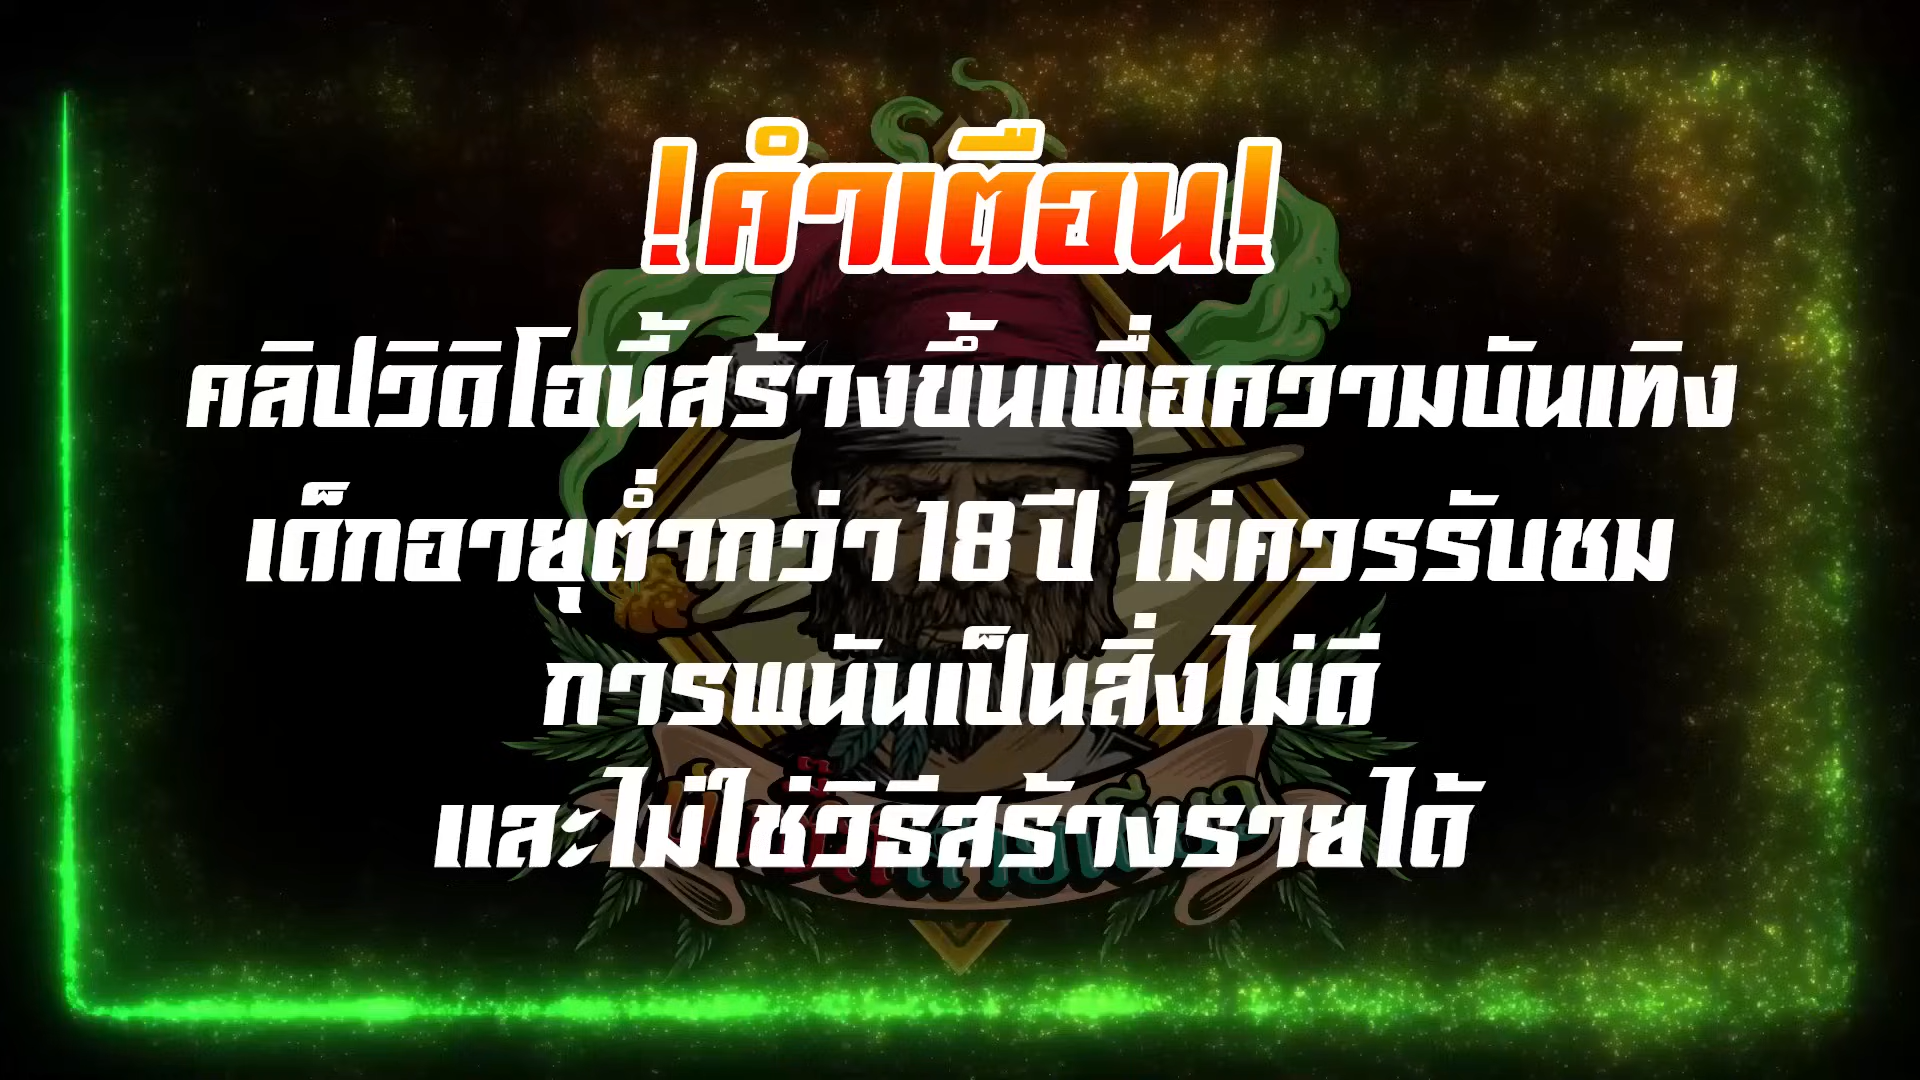 !คำเตือน!
คลิปวิดิโอนี้สร้างขึ้นเพื่อความบันเทิง
เด็กอายุต่ำกว่า 18 ปี ไม่ควรรับชม
การพนันเป็นสิ่งไม่ดี
และไม่ใช่วิธีสร้างรายได้